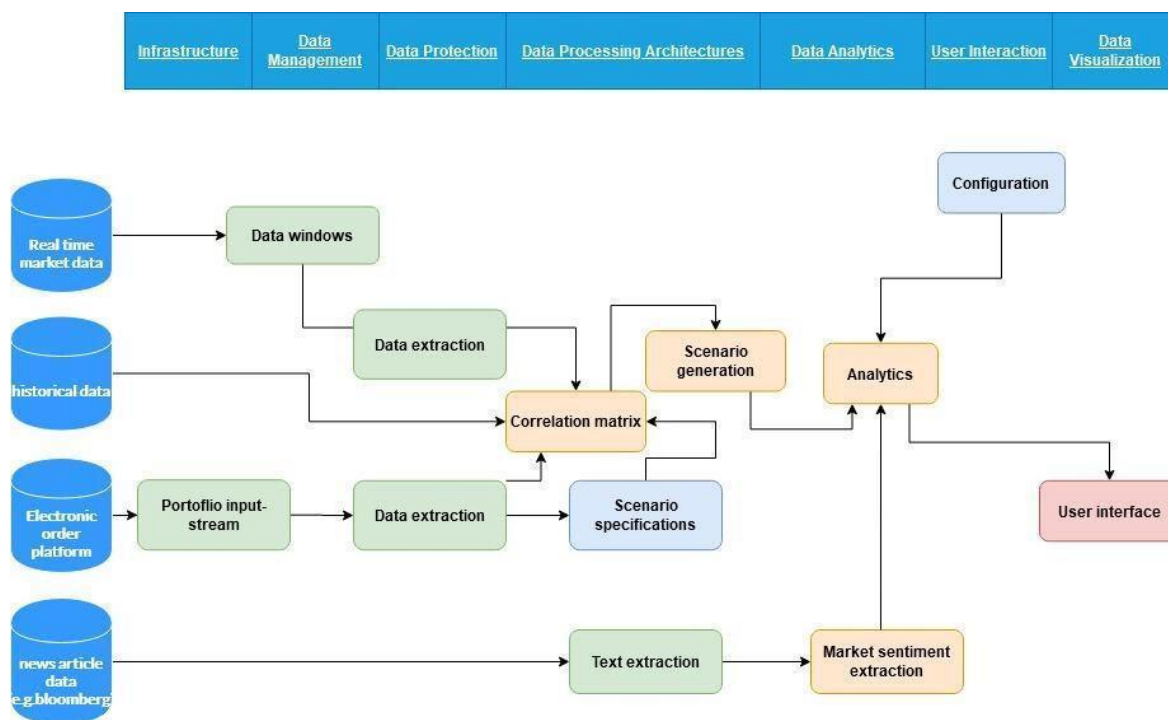 Infrastructure
Data
Management
Data Protection
Data Processing Architectures
Data Analytics
User Interaction
Data
Visualization
Configuration
Real time
market data
Data windows
Data extraction
Scenario
generation
Analytics
historical data
Correlation matrix
Electronic
order
platform
Portoflio input-
stream
Data extraction
Scenario
specifications
User interface
news article
data
(e.g.bloomberg)
Text extraction
Market sentiment
extraction